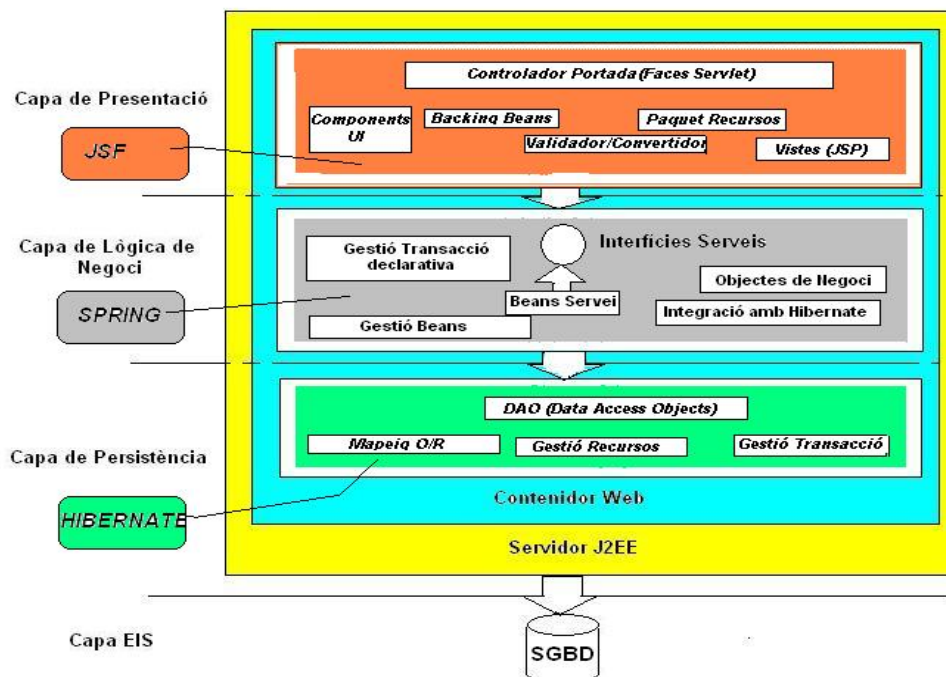 Controlador Portada(Faces Servlet)
Capa de Presentació
Components
UI
Backing Beans
Paquet Recursos
Validador/Convertidor
Vistes (JSP)
JSF
Capa de Lògica de
Negoci
Gestió Transacció
declarativa
Interfícies Serveis
Objectes de Negoci
Beans Servei
Integració amb Hibernate
SPRING
Gestió Beans
DAO (Data Access Objects)
Mapeig O/R
Gestió Recursos
Gestió Transacció
Capa de Persistència
Contenidor Web
HIBERNATE
Servidor J2EE
Capa EIS
SGBD